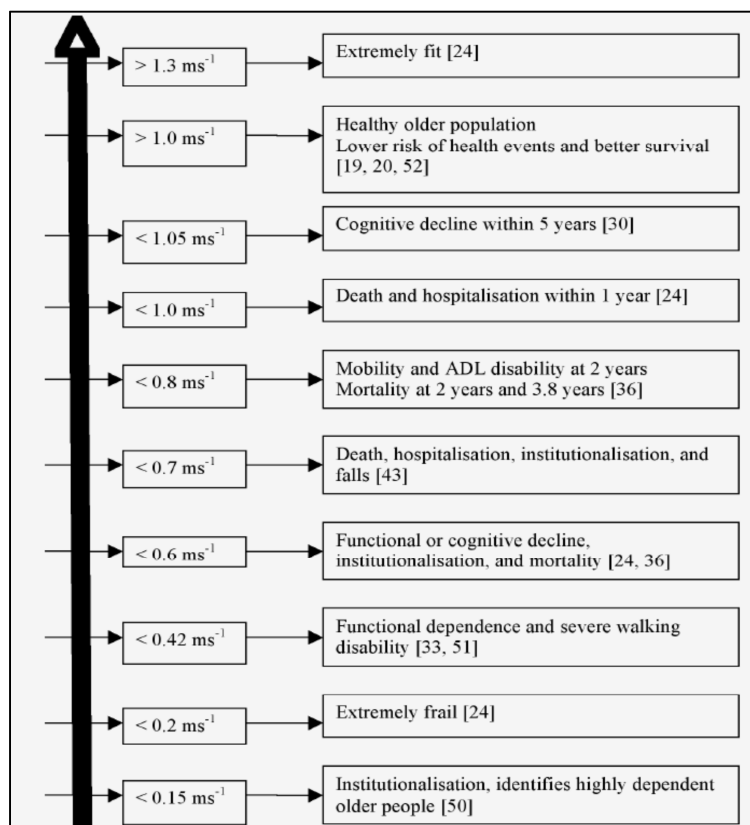 > 1.3 ms⁻¹
Extremely fit [24]
> 1.0 ms⁻¹
Healthy older population
Lower risk of health events and better survival
[19, 20, 52]
< 1.05 ms⁻¹
Cognitive decline within 5 years [30]
< 1.0 ms⁻¹
Death and hospitalisation within 1 year [24]
< 0.8 ms⁻¹
Mobility and ADL disability at 2 years
Mortality at 2 years and 3.8 years [36]
< 0.7 ms⁻¹
Death, hospitalisation, institutionalisation, and
falls [43]
< 0.6 ms⁻¹
Functional or cognitive decline,
institutionalisation, and mortality [24, 36]
< 0.42 ms⁻¹
Functional dependence and severe walking
disability [33, 51]
< 0.2 ms⁻¹
Extremely frail [24]
< 0.15 ms⁻¹
Institutionalisation, identifies highly dependent
older people [50]